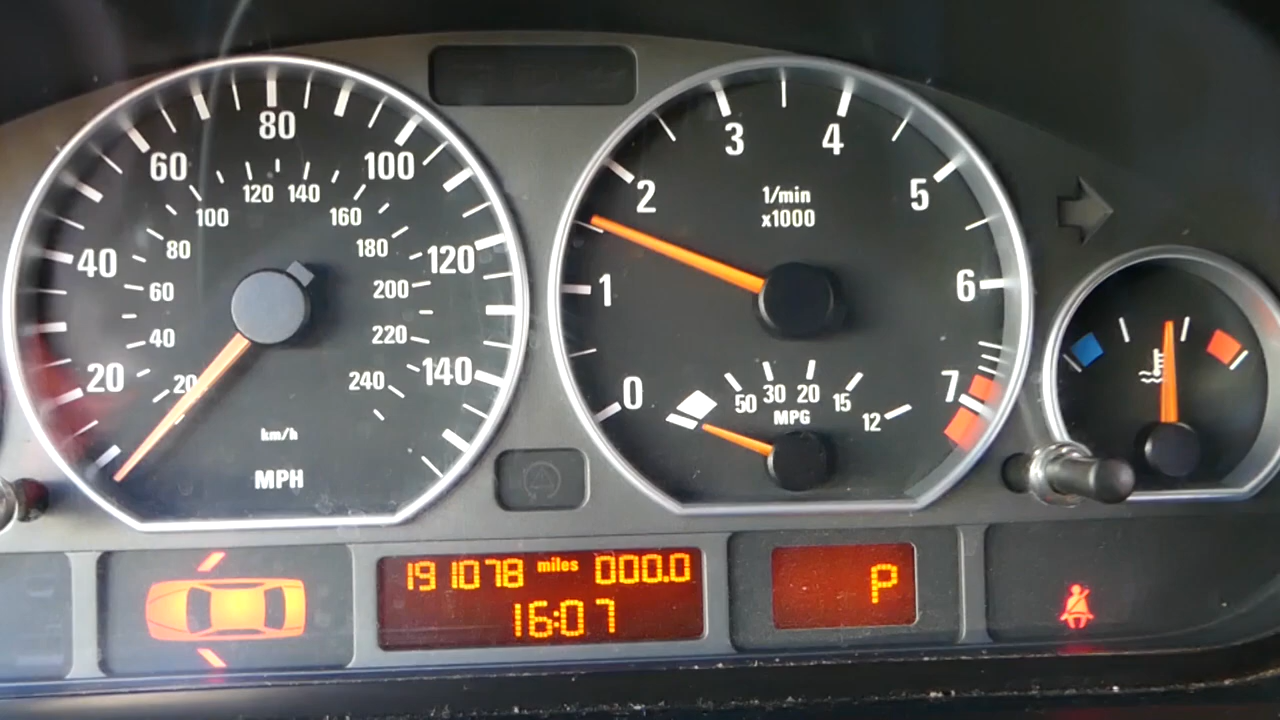 20 40 60 80 100 120 140
20 40 60 80 100 120 140 160 180 200 220 240
km/h
MPH
0 1 2 3 4 5 6 7
1/min
x1000
50 30 20 15 12
MPG
191078 miles 000.0
16:07
P